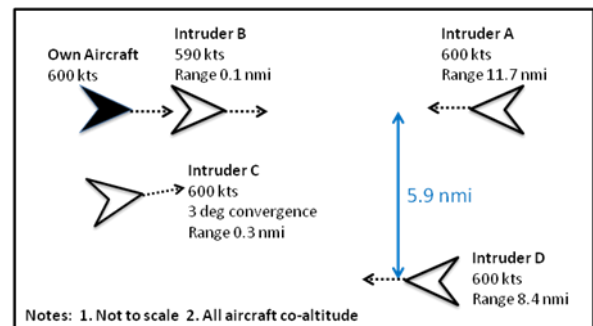 Own Aircraft
600 kts
Intruder B
590 kts
Range 0.1 nmi
Intruder A
600 kts
Range 11.7 nmi
Intruder C
600 kts
3 deg convergence
Range 0.3 nmi
5.9 nmi
Intruder D
600 kts
Range 8.4 nmi
Notes: 1. Not to scale 2. All aircraft co-altitude